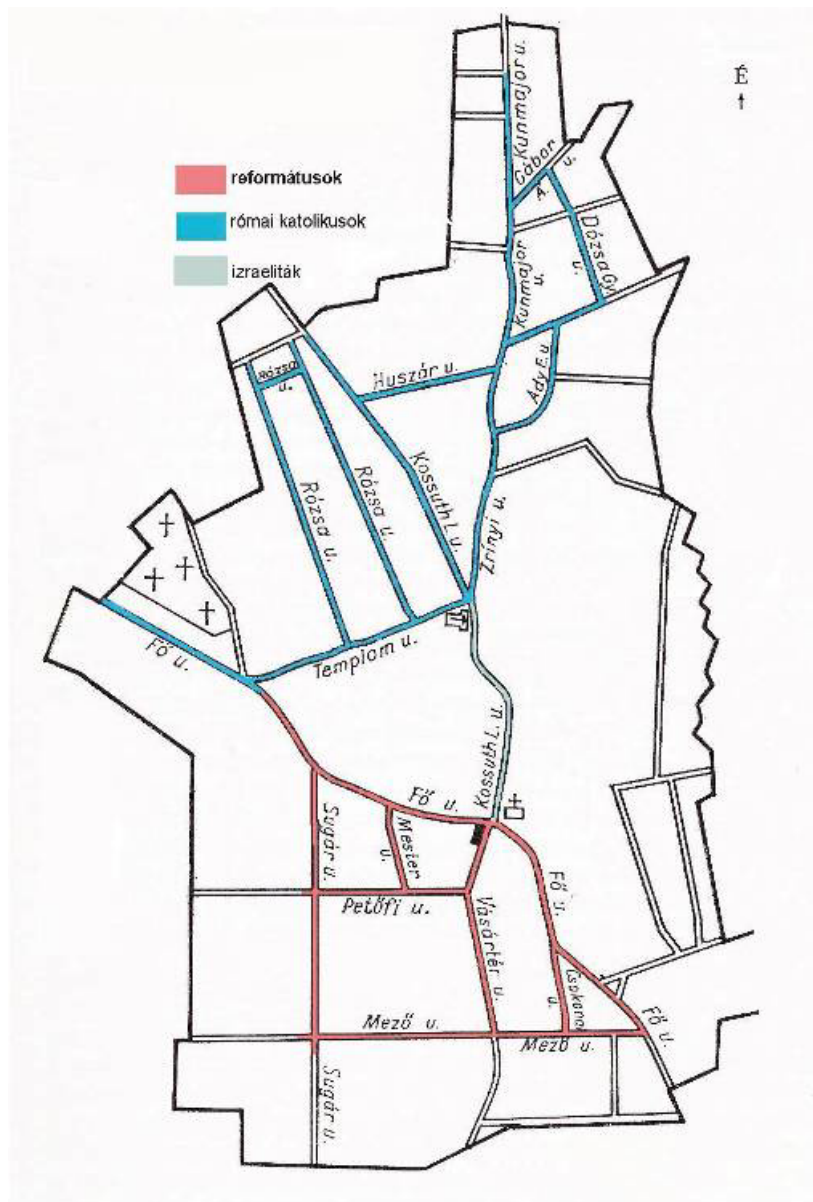 É
Kunmajor u.
Gábor
Á.
u.
reformátusok
római katolikusok
izraeliták
Dózsa Gy.
u.
Kunmajor
u.
Ady E. u.
Huszár u.
Rózsa
u.
Rózsa u.
Rózsa u.
Kossuth l. u.
Zrínyi u.
Templom u.
Fő u.
Kossuth l. u.
Fő u.
Mester
u.
Sugár u.
Petőfi u.
Vásártér u.
Fő u.
Csokonai
u.
Fő u.
Mező u.
Mező u.
Sugár u.